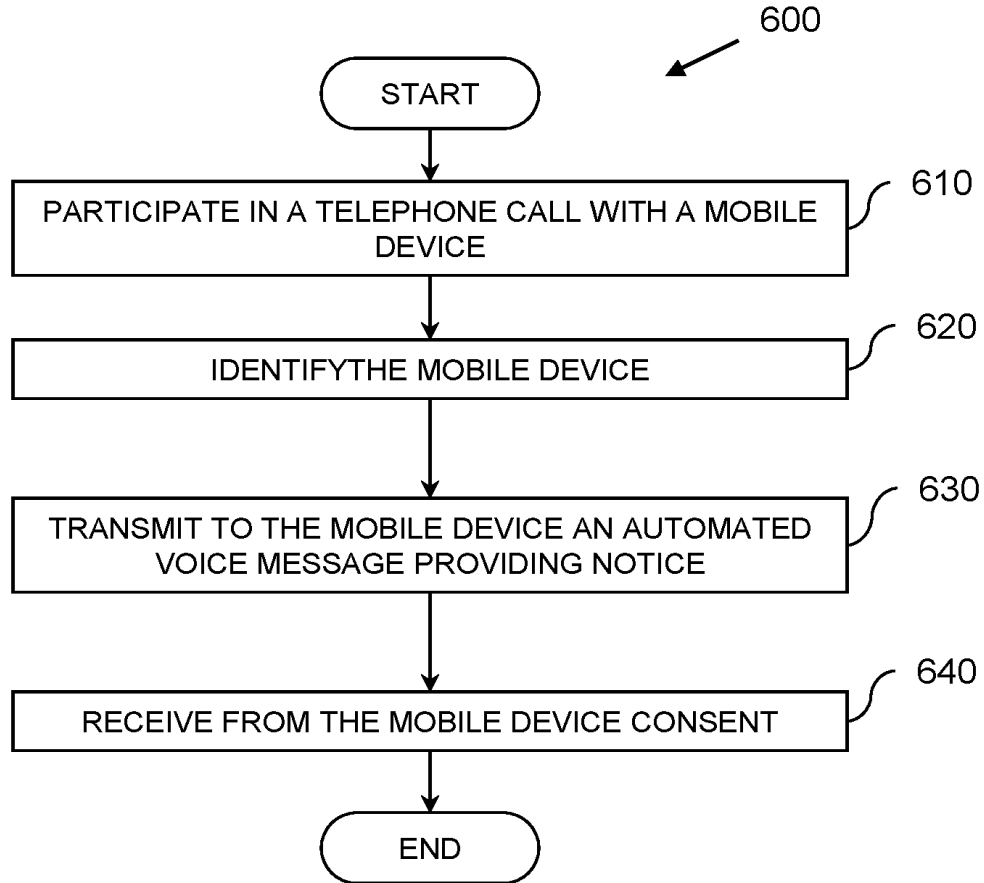 600
START
610
PARTICIPATE IN A TELEPHONE CALL WITH A MOBILE
DEVICE
620
IDENTIFYTHE MOBILE DEVICE
630
TRANSMIT TO THE MOBILE DEVICE AN AUTOMATED
VOICE MESSAGE PROVIDING NOTICE
640
RECEIVE FROM THE MOBILE DEVICE CONSENT
END